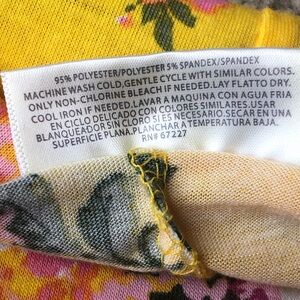 95% POLYESTER/POLYESTER 5% SPANDEX/SPANDEX
MACHINE WASH COLD,GENTLE CYCLE WITH SIMILAR COLORS.
ONLY NON-CHLORINE BLEACH IF NEEDED.LAY FLATTO DRY.
COOL IRON IF NEEDED.LAVAR A MAQUINA CON AGUA FRIA
EN CICLO DELICADO CON COLORES SIMILARES.USAR
BLANQUEADOR SIN CLORO SI ES NECESARIO.SECAR EN UNA
SUPERFICIE PLANA.PLANCHAR A TEMPERATURA BAJA.
RN# 67227